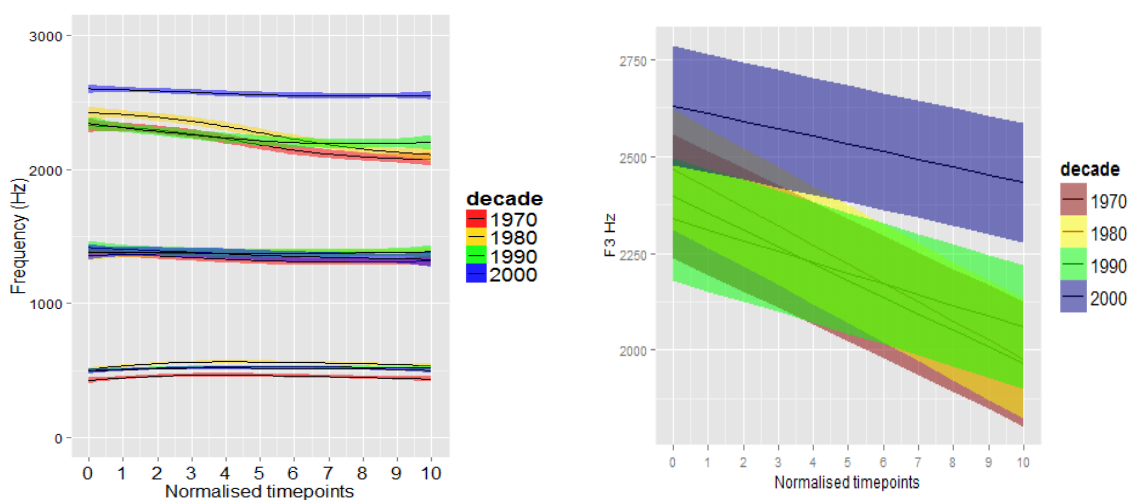 3000
2000
1000
0
Frequency (Hz)
0 1 2 3 4 5 6 7 8 9 10
Normalised timepoints
decade
1970
1980
1990
2000
2750
2500
2250
2000
F3 Hz
0 1 2 3 4 5 6 7 8 9 10
Normalised timepoints
decade
1970
1980
1990
2000